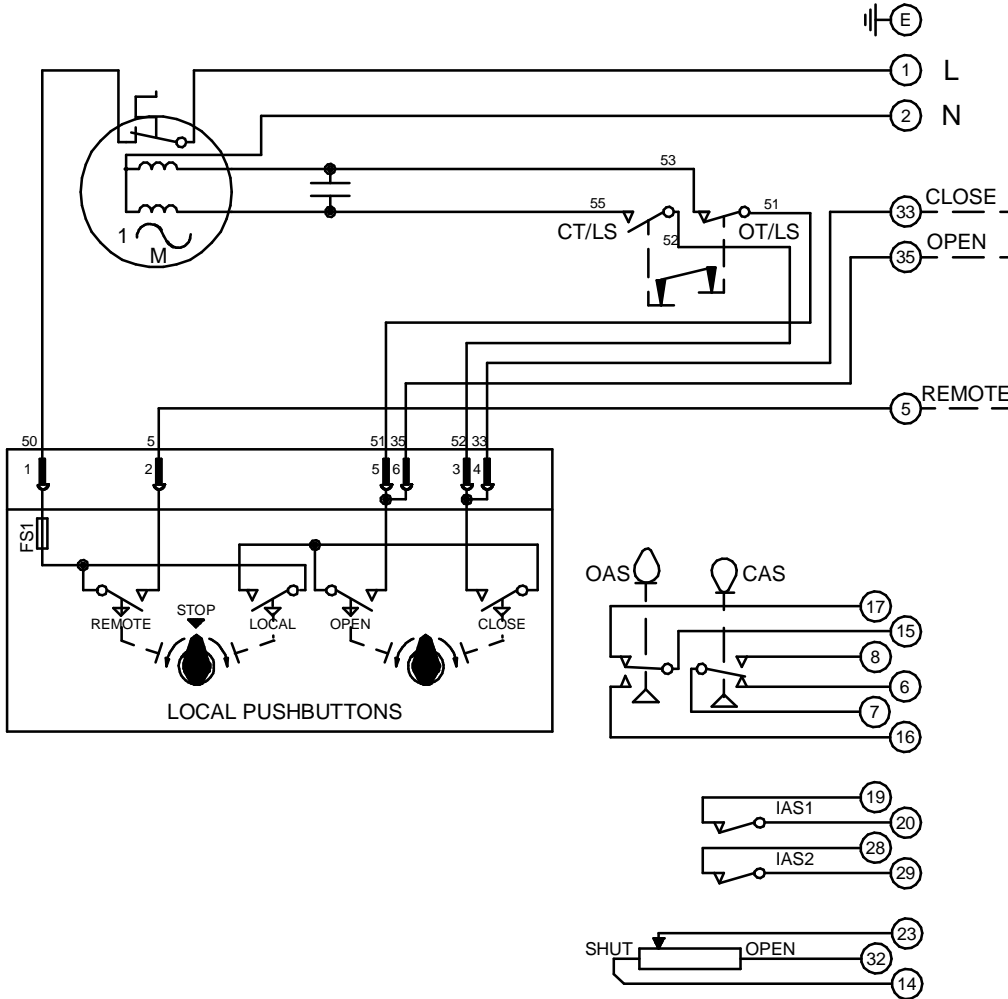 E
1 L
2 N
53
55 51
33 CLOSE
CT/LS 52 OT/LS
1 M
35 OPEN
5 REMOTE
50 5 51 35 52 33
1 2 5 6 3 4
FS1
STOP
REMOTE LOCAL OPEN CLOSE
LOCAL PUSHBUTTONS
OAS CAS
17
15
8
6
7
16
19
IAS1
20
28
IAS2
29
23
SHUT OPEN
32
14